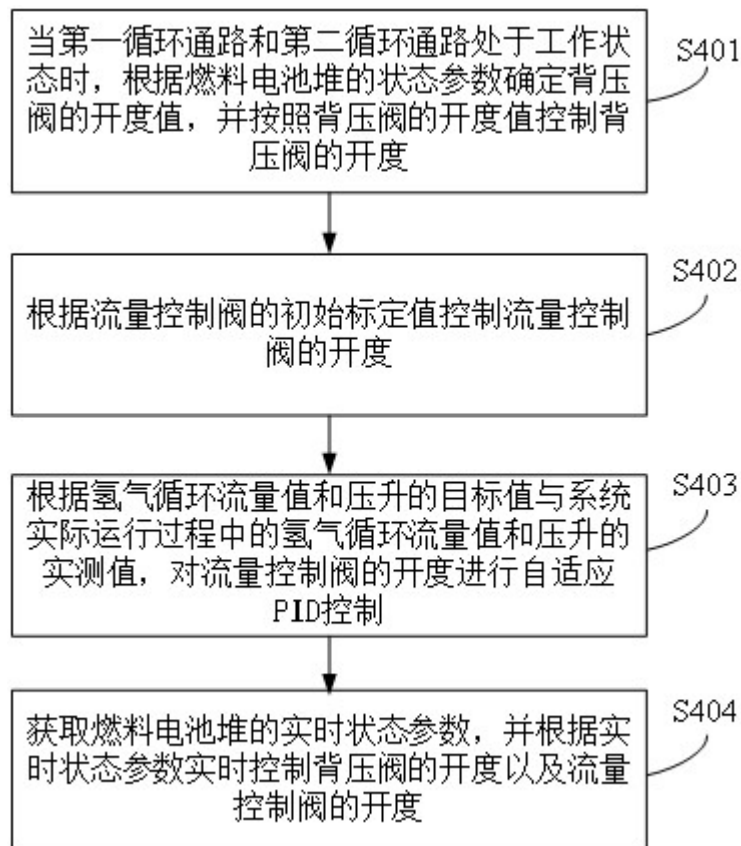 当第一循环通路和第二循环通路处于工作状
态时，根据燃料电池堆的状态参数确定背压
阀的开度值，并按照背压阀的开度值控制背
压阀的开度
S401
根据流量控制阀的初始标定值控制流量控制
阀的开度
S402
根据氢气循环流量值和压升的目标值与系统
实际运行过程中的氢气循环流量值和压升的
实测值，对流量控制阀的开度进行自适应
PID控制
S403
获取燃料电池堆的实时状态参数，并根据实
时状态参数实时控制背压阀的开度以及流量
控制阀的开度
S404